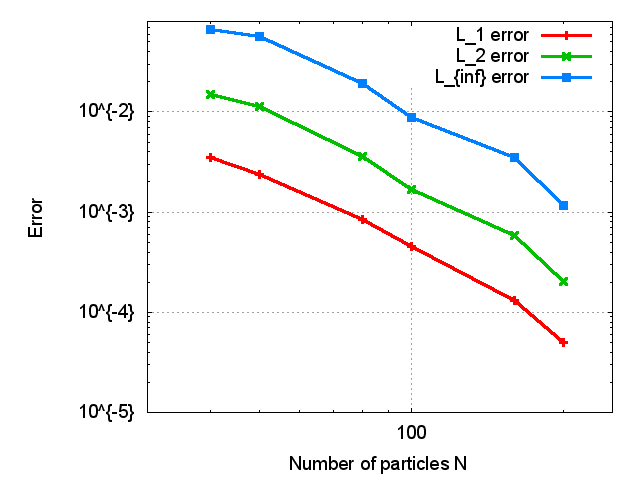 L_1 error
L_2 error
L_{inf} error
10^{-2}
10^{-3}
10^{-4}
10^{-5}
Error
100
Number of particles N